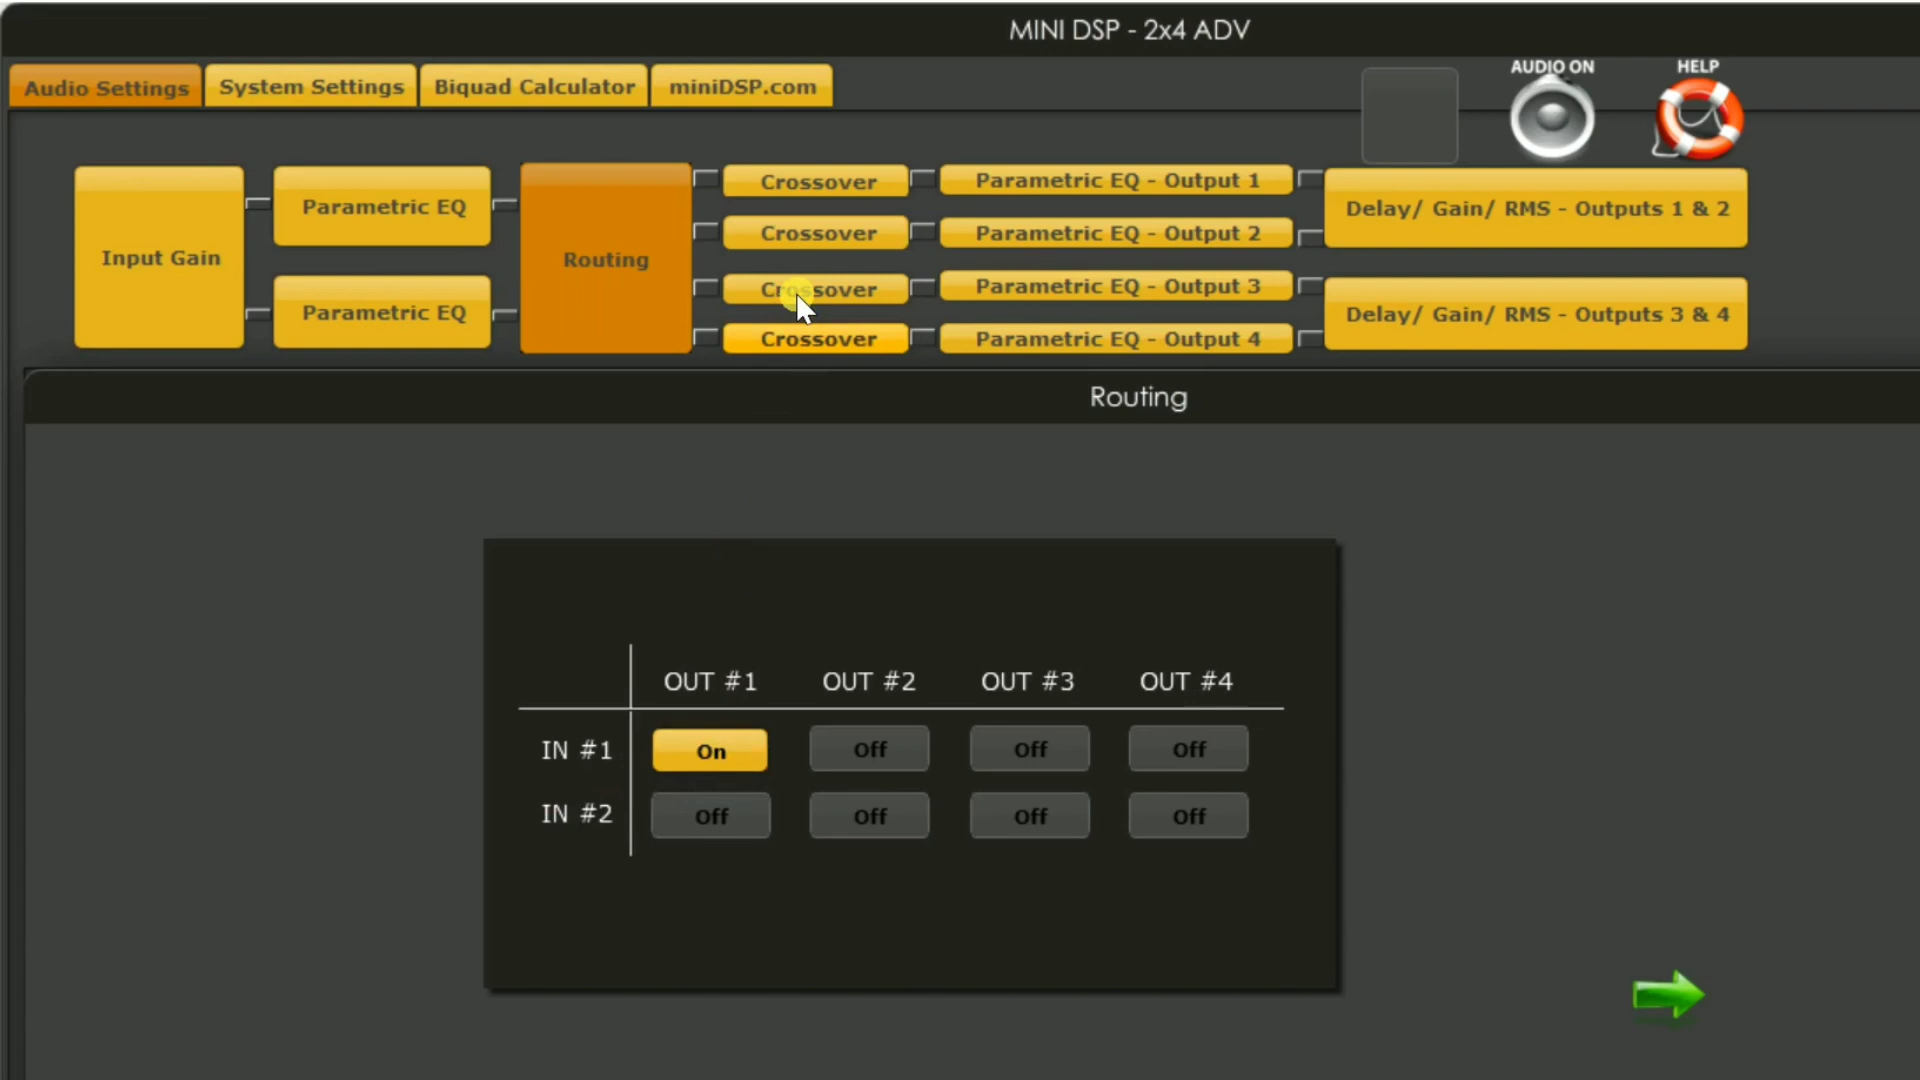 MINI DSP - 2x4 ADV
Audio Settings
System Settings
Biquad Calculator
miniDSP.com
AUDIO ON
HELP
Input Gain
Parametric EQ
Parametric EQ
Routing
Crossover
Crossover
Crossover
Crossover
Parametric EQ - Output 1
Parametric EQ - Output 2
Parametric EQ - Output 3
Parametric EQ - Output 4
Delay/ Gain/ RMS - Outputs 1 & 2
Delay/ Gain/ RMS - Outputs 3 & 4
Routing
OUT #1 OUT #2 OUT #3 OUT #4
IN #1 On Off Off Off
IN #2 Off Off Off Off